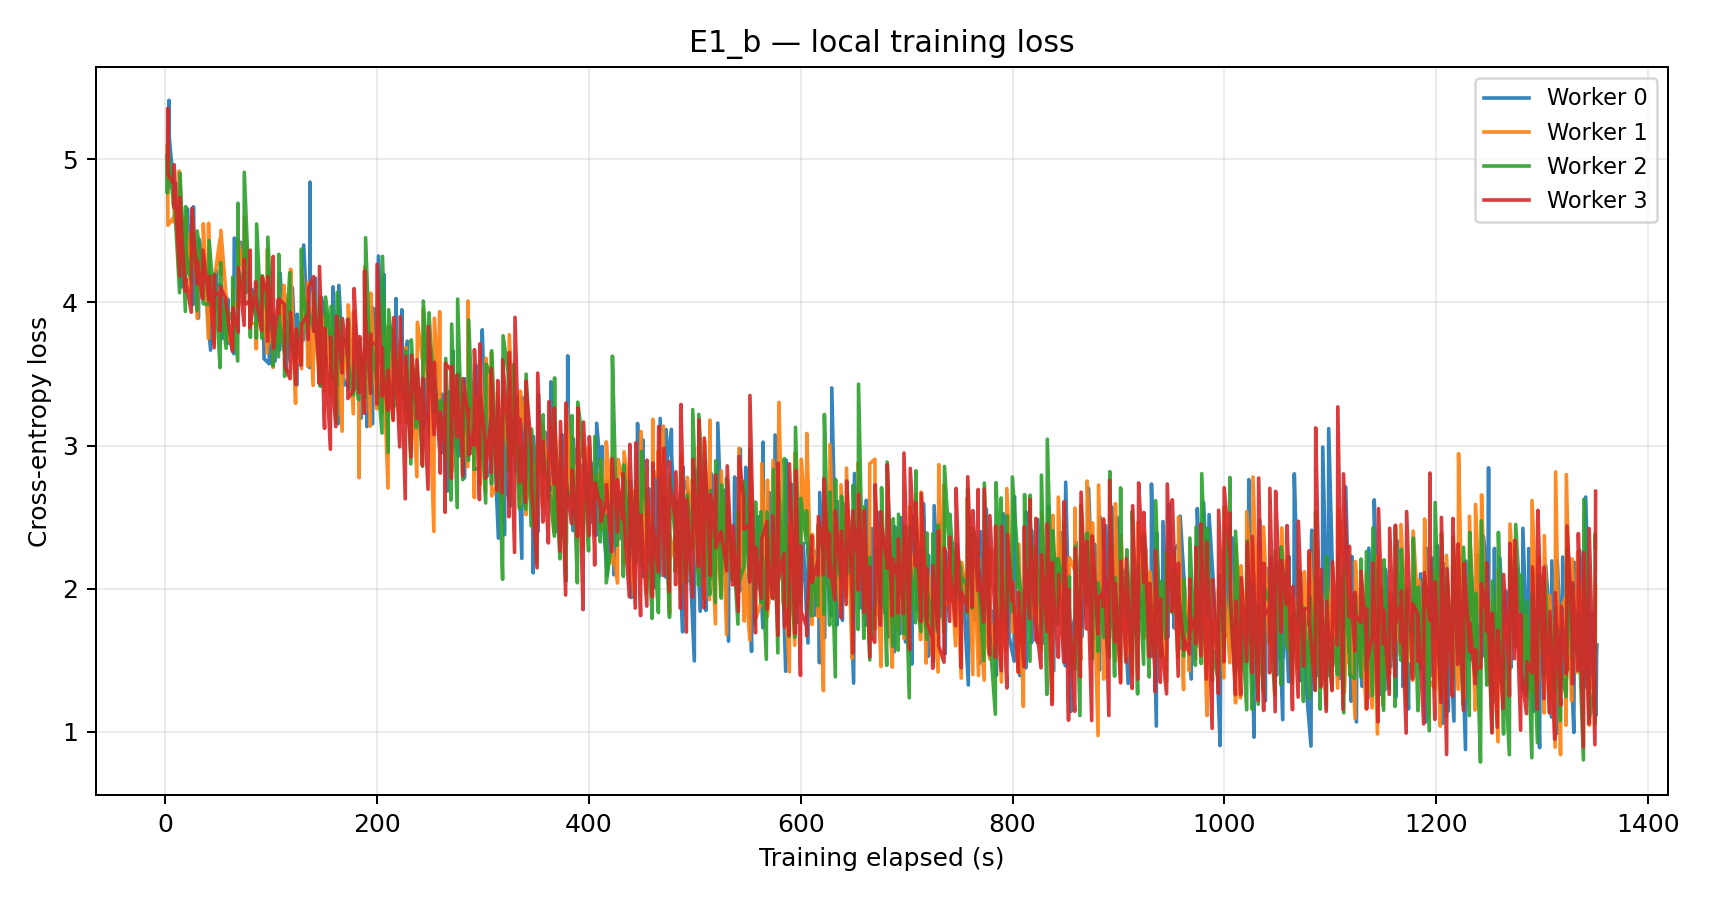 E1_b — local training loss
Worker 0
Worker 1
Worker 2
Worker 3
Cross-entropy loss
5
4
3
2
1
0 200 400 600 800 1000 1200 1400
Training elapsed (s)